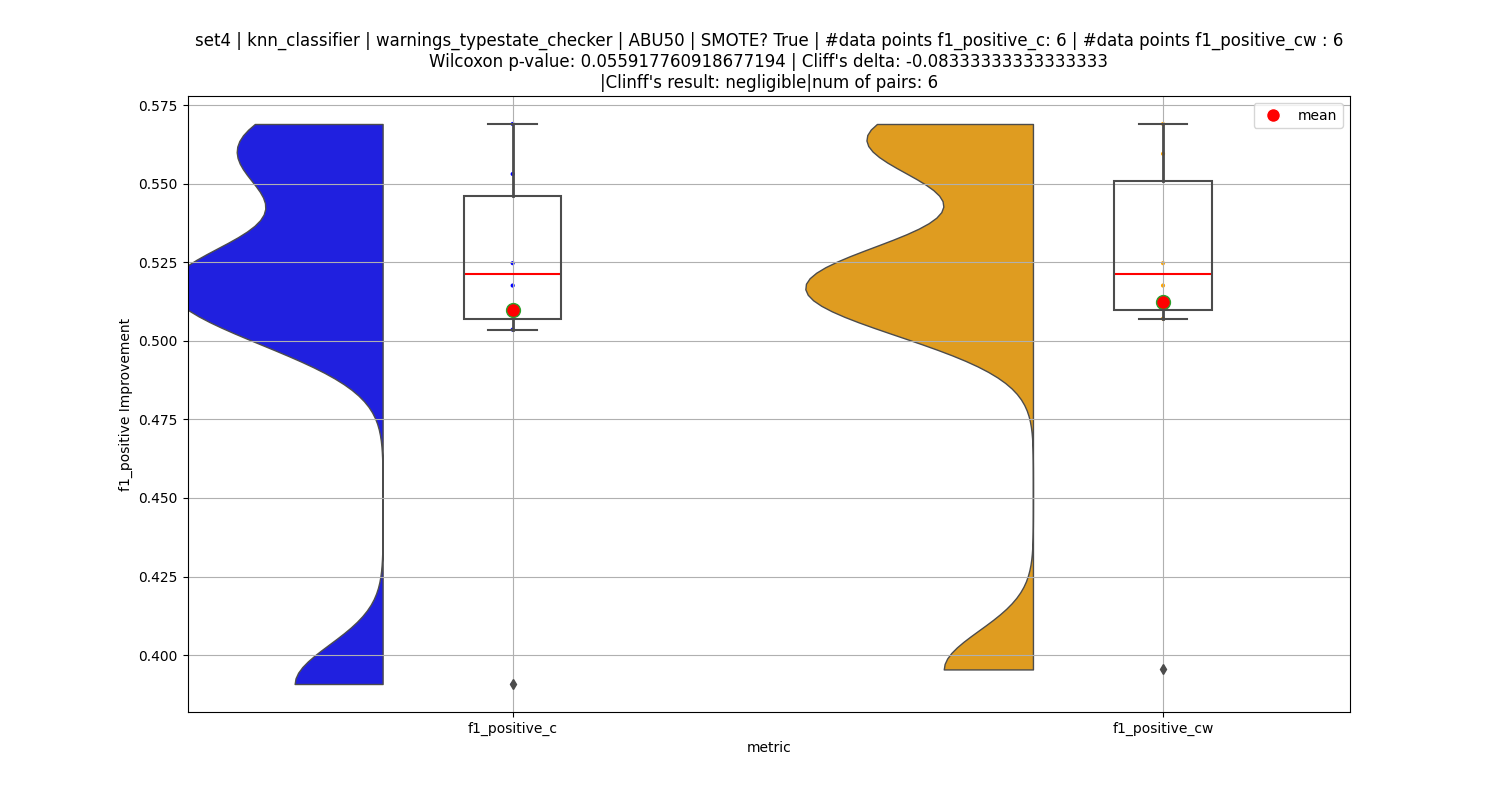 set4 | knn_classifier | warnings_typestate_checker | ABU50 | SMOTE? True | #data points f1_positive_c: 6 | #data points f1_positive_cw : 6
Wilcoxon p-value: 0.055917760918677194 | Cliff's delta: -0.08333333333333333
|Clinff's result: negligible|num of pairs: 6
0.575
mean
0.550
0.525
0.500
0.475
0.450
0.425
0.400
f1_positive Improvement
f1_positive_c
f1_positive_cw
metric